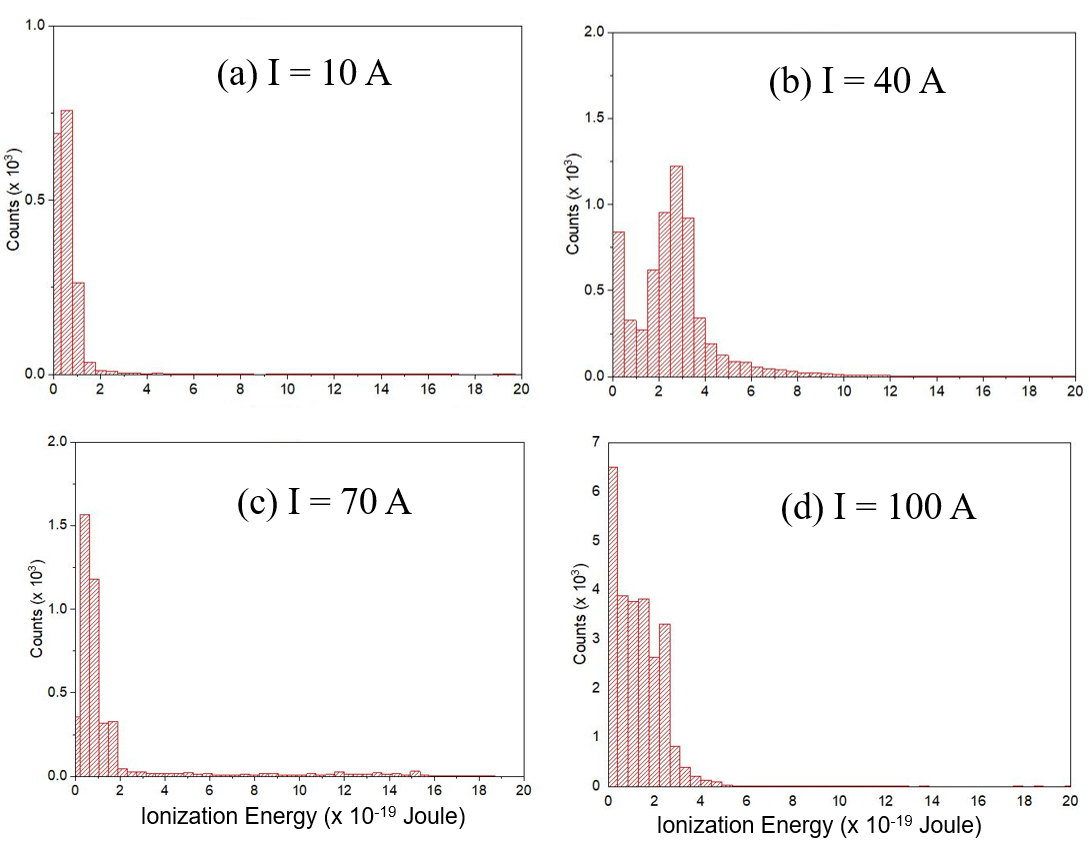 (a) I = 10 A
Counts (x 10³)
1.0
0.5
0.0
0 2 4 6 8 10 12 14 16 18 20
(b) I = 40 A
Counts (x 10³)
2.0
1.5
1.0
0.5
0.0
0 2 4 6 8 10 12 14 16 18 20
(c) I = 70 A
Counts (x 10³)
2.0
1.5
1.0
0.5
0.0
0 2 4 6 8 10 12 14 16 18 20
Ionization Energy (x 10⁻¹⁹ Joule)
(d) I = 100 A
Counts (x 10³)
7
6
5
4
3
2
1
0
0 2 4 6 8 10 12 14 16 18 20
Ionization Energy (x 10⁻¹⁹ Joule)